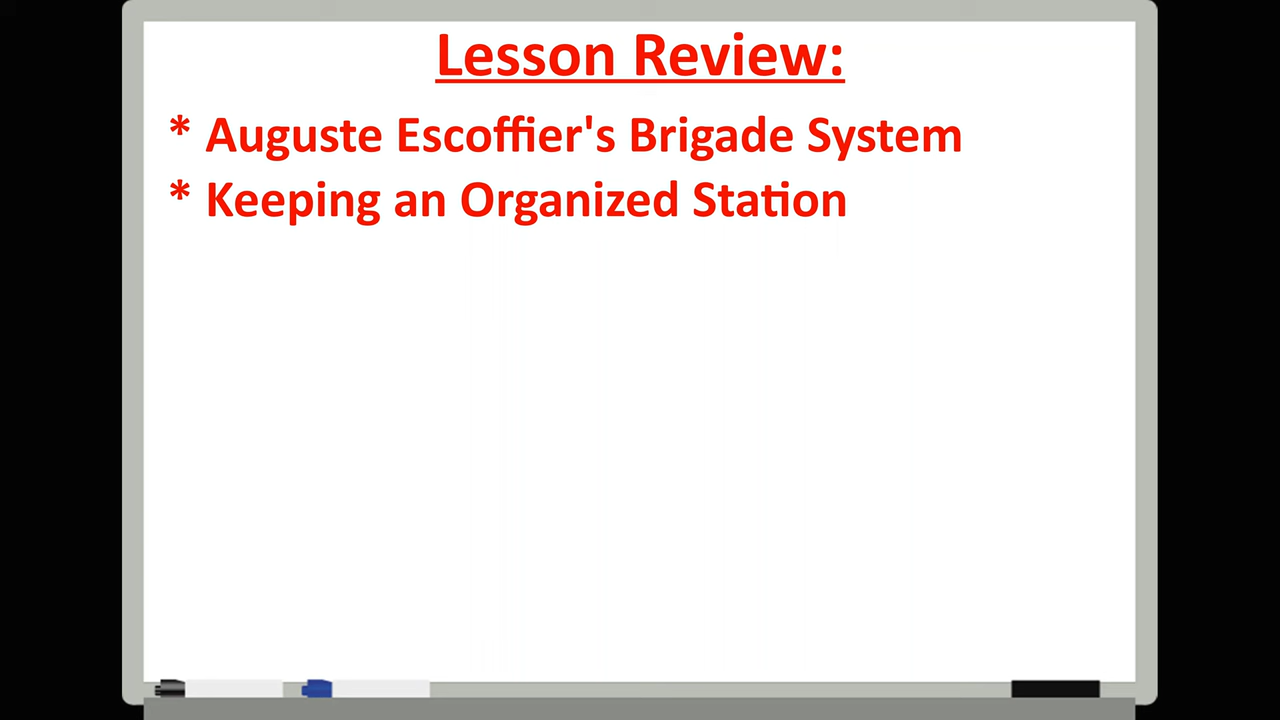 Lesson Review:
* Auguste Escoffier's Brigade System
* Keeping an Organized Station